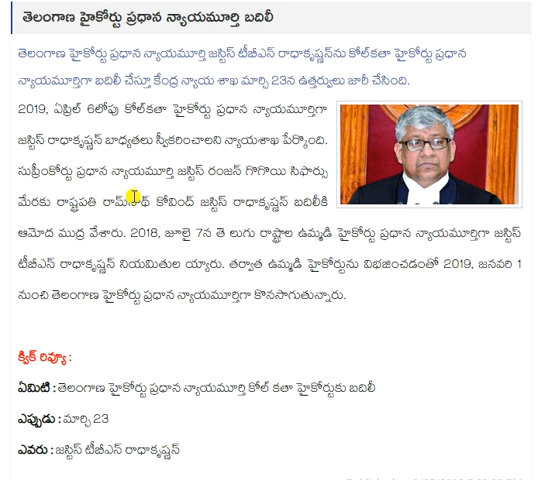 తెలంగాణ హైకోర్టు ప్రధాన న్యాయమూర్తి బదిలీ
తెలంగాణ హైకోర్టు ప్రధాన న్యాయమూర్తి జస్టిస్ టీబీఎన్ రాధాకృష్ణన్‌ను కోల్‌కతా హైకోర్టు ప్రధాన
న్యాయమూర్తిగా బదిలీ చేస్తూ కేంద్ర న్యాయ శాఖ మార్చి 23న ఉత్తర్వులు జారీ చేసింది.
2019, ఏప్రిల్ 6లోపు కోల్‌కతా హైకోర్టు ప్రధాన న్యాయమూర్తిగా
జస్టిస్ రాధాకృష్ణన్ బాధ్యతలు స్వీకరించాలని న్యాయశాఖ పేర్కొంది.
సుప్రీంకోర్టు ప్రధాన న్యాయమూర్తి జస్టిస్ రంజన్ గొగోయి సిఫార్సు
మేరకు రాష్ట్రపతి రామ్‌నాథ్ కోవింద్ జస్టిస్ రాధాకృష్ణన్ బదిలీకి
ఆమోద ముద్ర వేశారు. 2018, జూలై 7న తె లుగు రాష్ట్రాల ఉమ్మడి హైకోర్టు ప్రధాన న్యాయమూర్తిగా జస్టిస్
టీబీఎన్ రాధాకృష్ణన్ నియమితుల య్యారు. తర్వాత ఉమ్మడి హైకోర్టును విభజించడంతో 2019, జనవరి 1
నుంచి తెలంగాణ హైకోర్టు ప్రధాన న్యాయమూర్తిగా కొనసాగుతున్నారు.
క్విక్ రివ్యూ :
ఏమిటి : తెలంగాణ హైకోర్టు ప్రధాన న్యాయమూర్తి కోల్ కతా హైకోర్టుకు బదిలీ
ఎప్పుడు : మార్చి 23
ఎవరు : జస్టిస్ టీబీఎన్ రాధాకృష్ణన్